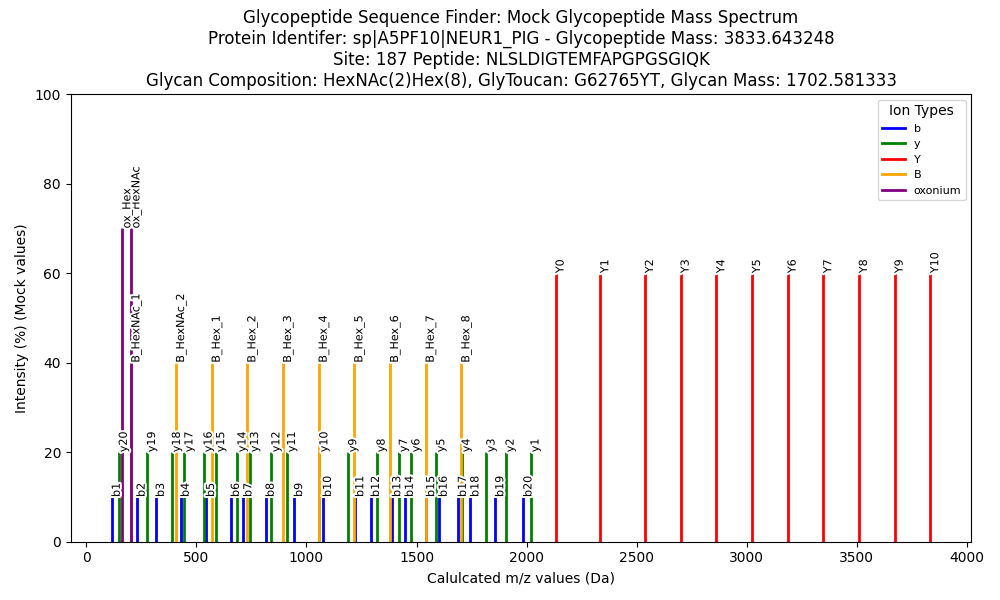 Glycopeptide Sequence Finder: Mock Glycopeptide Mass Spectrum
Protein Identifer: sp|A5PF10|NEUR1_PIG - Glycopeptide Mass: 3833.643248
Site: 187 Peptide: NLSLDIGTEMFAPGPGSGIQK
Glycan Composition: HexNAc(2)Hex(8), GlyToucan: G62765YT, Glycan Mass: 1702.581333
Intensity (%) (Mock values)
100
80
60
40
20
0
Ion Types
b
y
Y
B
oxonium
ox_Hex
ox_HexNAc
Y0
Y1
Y2
Y3
Y4
Y5
Y6
Y7
Y8
Y9
Y10
B_HexNAc_1
B_HexNAc_2
B_Hex_1
B_Hex_2
B_Hex_3
B_Hex_4
B_Hex_5
B_Hex_6
B_Hex_7
B_Hex_8
y20
y19
y18
y17
y16
y15
y14
y13
y12
y11
y10
y9
y8
y7
y6
y5
y4
y3
y2
y1
b1
b2
b3
b4
b5
b6
b7
b8
b9
b10
b11
b12
b13
b14
b15
b16
b17
b18
b19
b20
0
500
1000
1500
2000
2500
3000
3500
4000
Calulcated m/z values (Da)